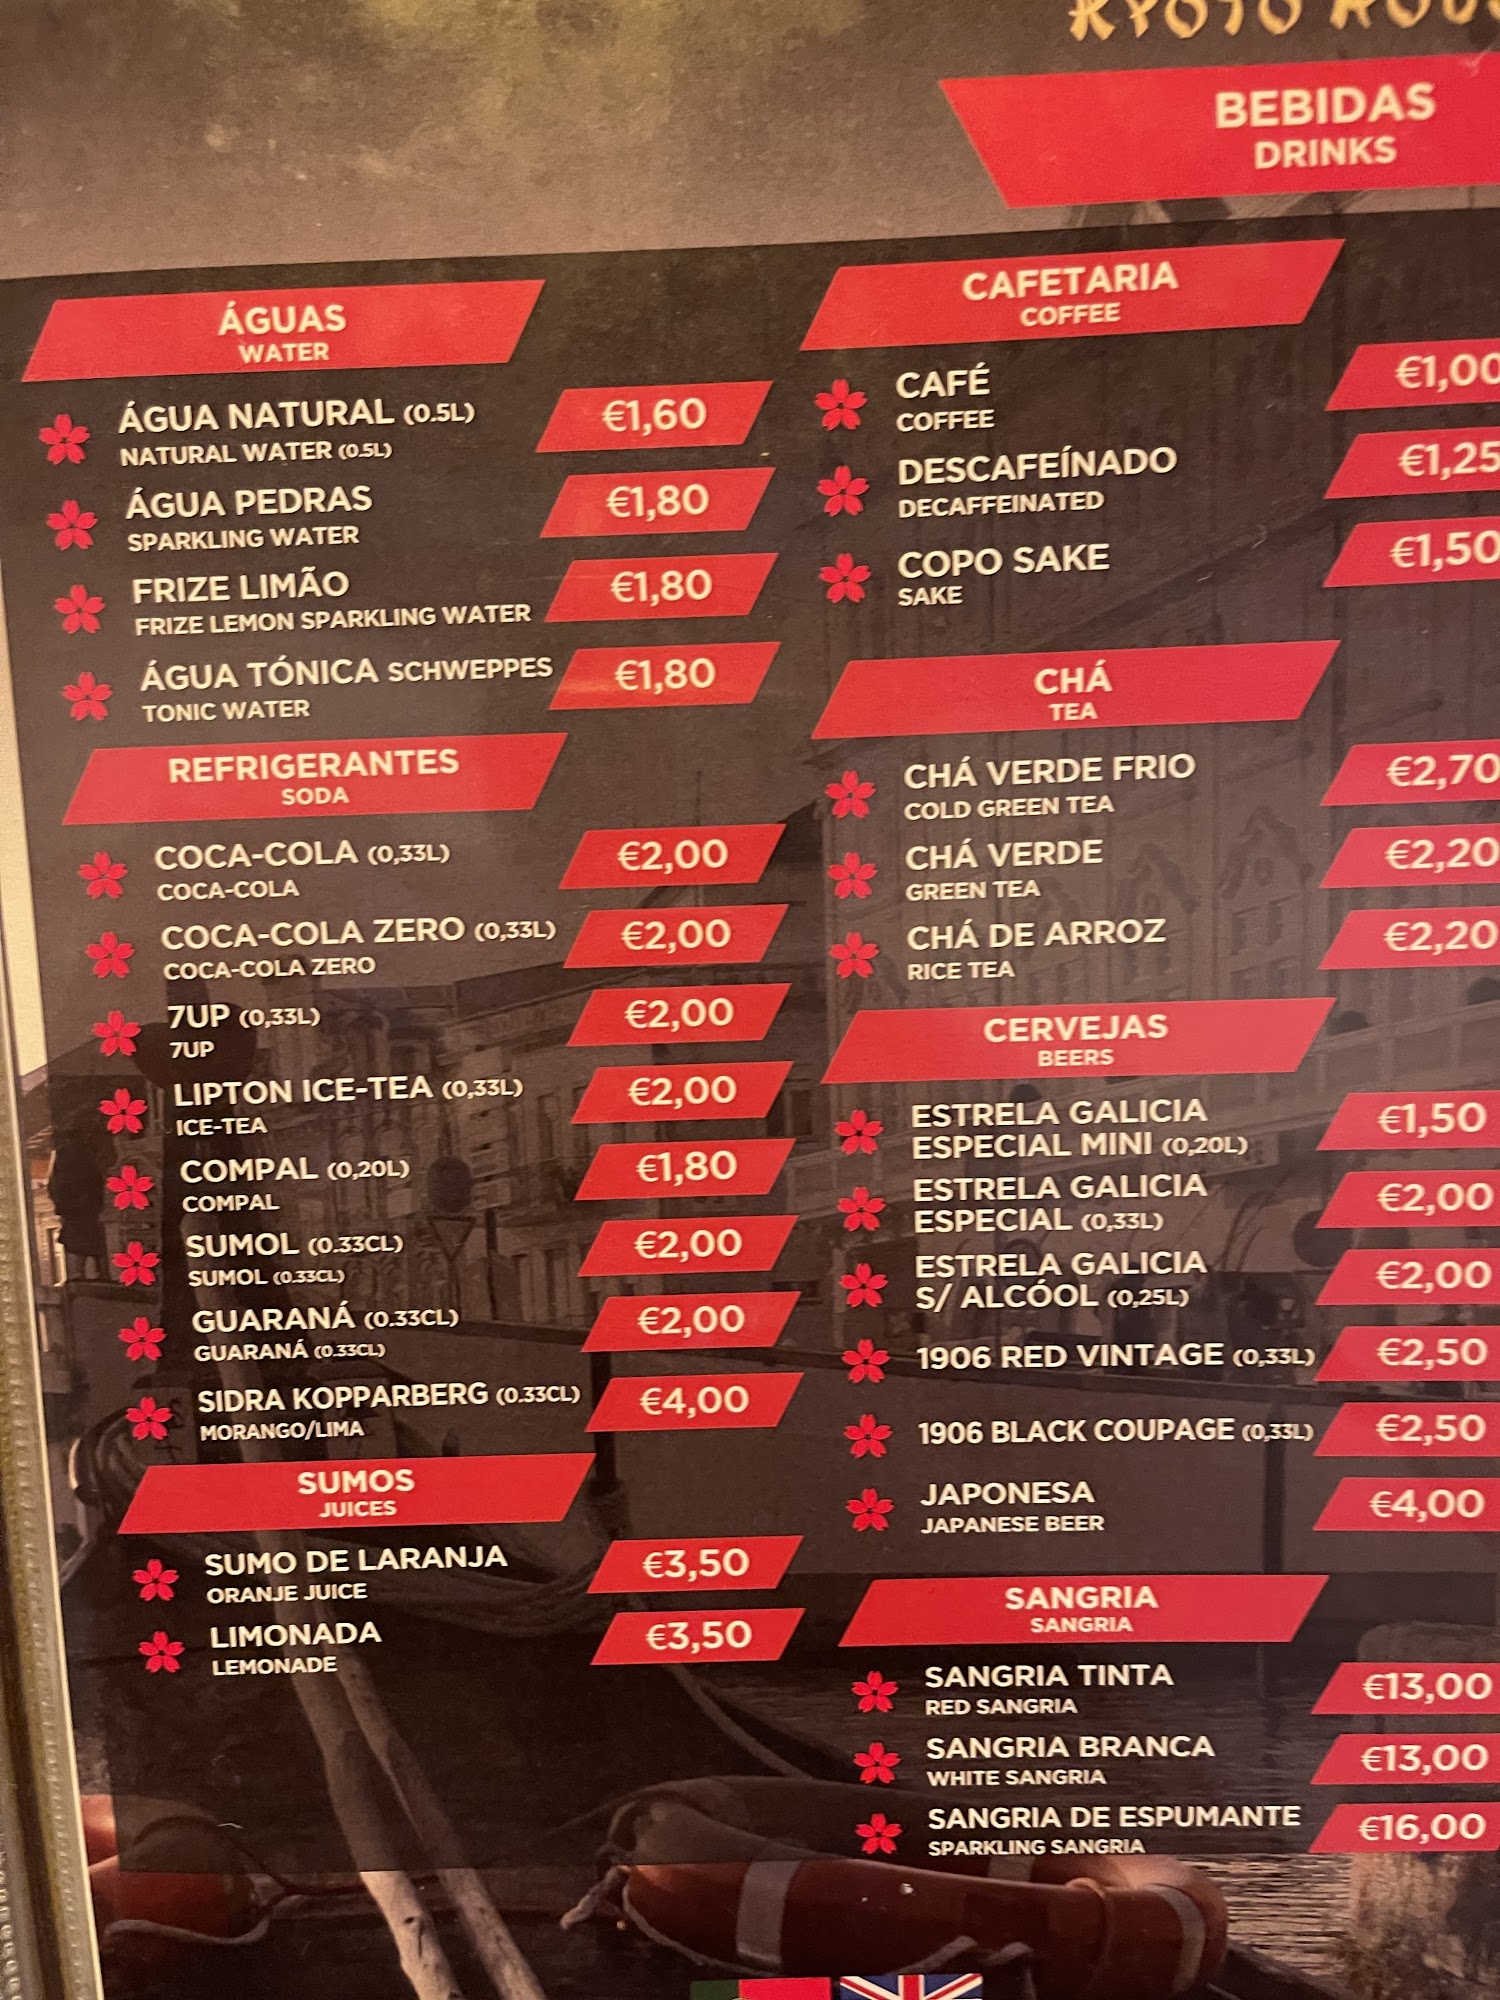 KYOTO
BEBIDAS
DRINKS
ÁGUAS
WATER
ÁGUA NATURAL (0.5L) €1,60
NATURAL WATER (0.5L)
ÁGUA PEDRAS €1,80
SPARKLING WATER
FRIZE LIMÃO €1,80
FRIZE LEMON SPARKLING WATER
ÁGUA TÓNICA SCHWEPPES €1,80
TONIC WATER
REFRIGERANTES
SODA
COCA-COLA (0,33L) €2,00
COCA-COLA
COCA-COLA ZERO (0,33L) €2,00
COCA-COLA ZERO
7UP (0,33L) €2,00
7UP
LIPTON ICE-TEA (0,33L) €2,00
ICE-TEA
COMPAL (0,20L) €1,80
COMPAL
SUMOL (0.33CL) €2,00
SUMOL (0.33CL)
GUARANÁ (0.33CL) €2,00
GUARANÁ (0.33CL)
SIDRA KOPPARBERG (0.33CL) €4,00
MORANGO/LIMA
SUMOS
JUICES
SUMO DE LARANJA €3,50
ORANJE JUICE
LIMONADA €3,50
LEMONADE
CAFETARIA
COFFEE
CAFÉ €1,00
COFFEE
DESCAFEÍNADO €1,25
DECAFFEINATED
COPO SAKE €1,50
SAKE
CHÁ
TEA
CHÁ VERDE FRIO €2,70
COLD GREEN TEA
CHÁ VERDE €2,20
GREEN TEA
CHÁ DE ARROZ €2,20
RICE TEA
CERVEJAS
BEERS
ESTRELA GALICIA
ESPECIAL MINI (0,20L) €1,50
ESTRELA GALICIA
ESPECIAL (0,33L) €2,00
ESTRELA GALICIA
S/ ALCÓOL (0,25L) €2,00
1906 RED VINTAGE (0,33L) €2,50
1906 BLACK COUPAGE (0,33L) €2,50
JAPONESA €4,00
JAPANESE BEER
SANGRIA
SANGRIA
SANGRIA TINTA €13,00
RED SANGRIA
SANGRIA BRANCA €13,00
WHITE SANGRIA
SANGRIA DE ESPUMANTE €16,00
SPARKLING SANGRIA